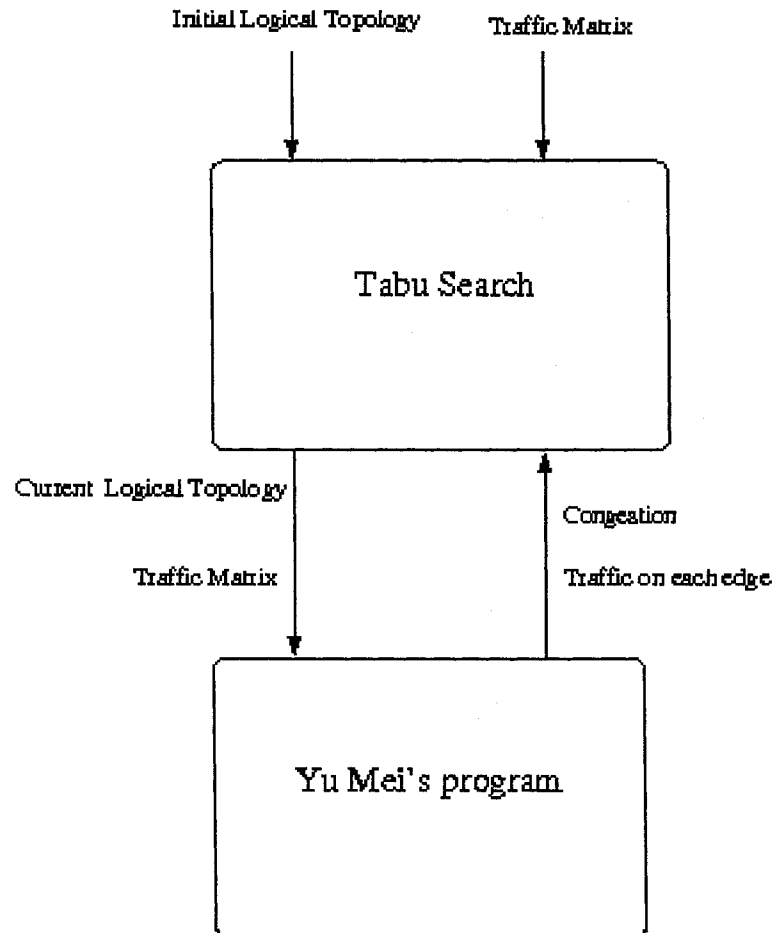 Initial Logical Topology
Traffic Matrix
Tabu Search
Current Logical Topology
Congestion
Traffic Matrix
Traffic on each edge
Yu Mei's program